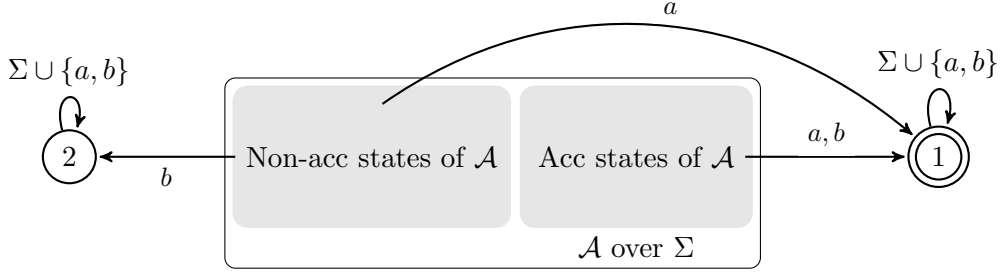 a
Σ ∪ {a, b}
Σ ∪ {a, b}
2
Non-acc states of 𝒜
Acc states of 𝒜
a, b
1
b
𝒜 over Σ